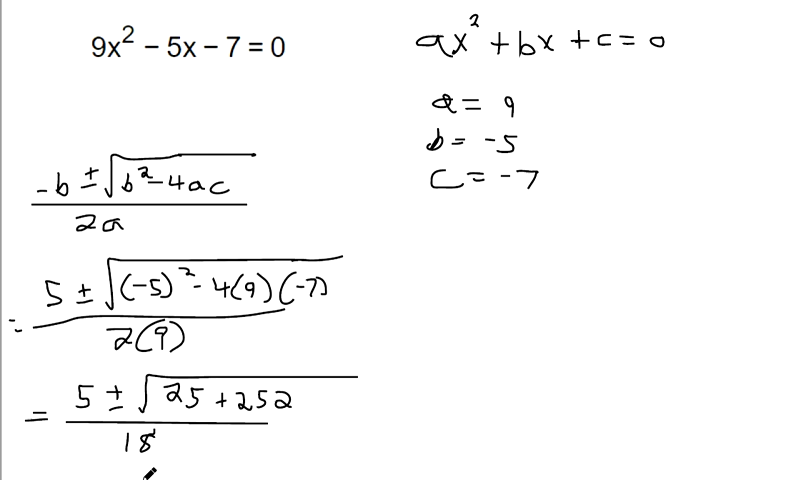 9x² − 5x − 7 = 0
ax² + bx + c = 0
a = 9
b = -5
c = -7
-b ± √(b² - 4ac)
2a
= 5 ± √((-5)² - 4(9)(-7))
2(9)
= 5 ± √(25 + 252)
18